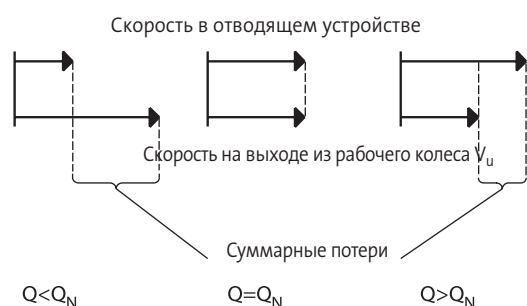 Скорость в отводящем устройстве
Скорость на выходе из рабочего колеса Vu
Суммарные потери
Q<QN Q=QN Q>QN